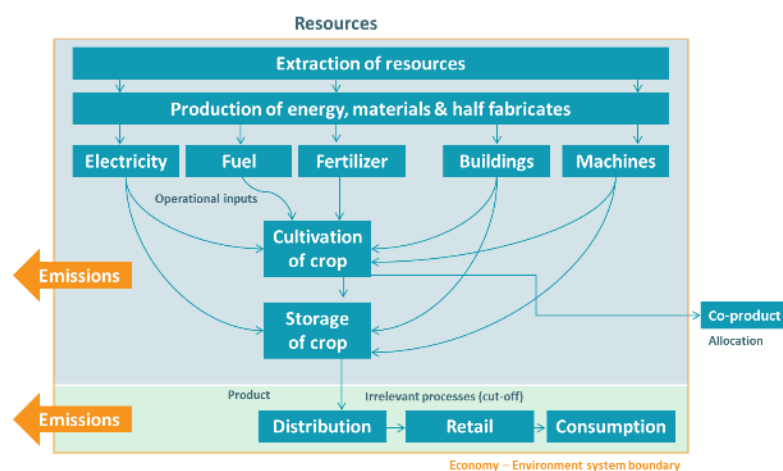 Resources
Extraction of resources
Production of energy, materials & half fabricates
Electricity
Fuel
Fertilizer
Buildings
Machines
Operational inputs
Cultivation
of crop
Emissions
Storage
of crop
Co-product
Allocation
Product
Irrelevant processes (cut-off)
Emissions
Distribution
Retail
Consumption
Economy – Environment system boundary